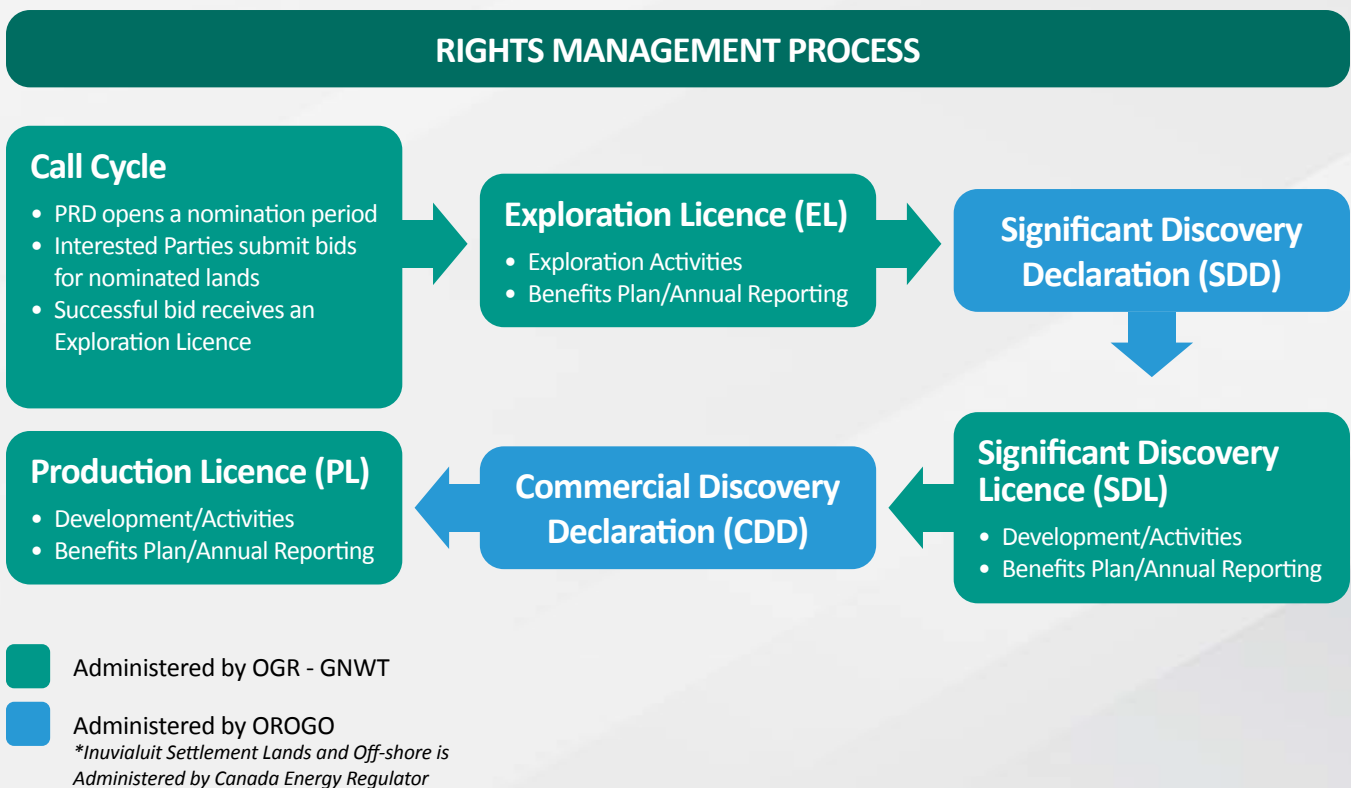 RIGHTS MANAGEMENT PROCESS
Call Cycle
• PRD opens a nomination period
• Interested Parties submit bids
for nominated lands
• Successful bid receives an
Exploration Licence
Exploration Licence (EL)
• Exploration Activities
• Benefits Plan/Annual Reporting
Significant Discovery
Declaration (SDD)
Significant Discovery
Licence (SDL)
• Development/Activities
• Benefits Plan/Annual Reporting
Commercial Discovery
Declaration (CDD)
Production Licence (PL)
• Development/Activities
• Benefits Plan/Annual Reporting
Administered by OGR - GNWT
Administered by OROGO
*Inuvialuit Settlement Lands and Off-shore is
Administered by Canada Energy Regulator